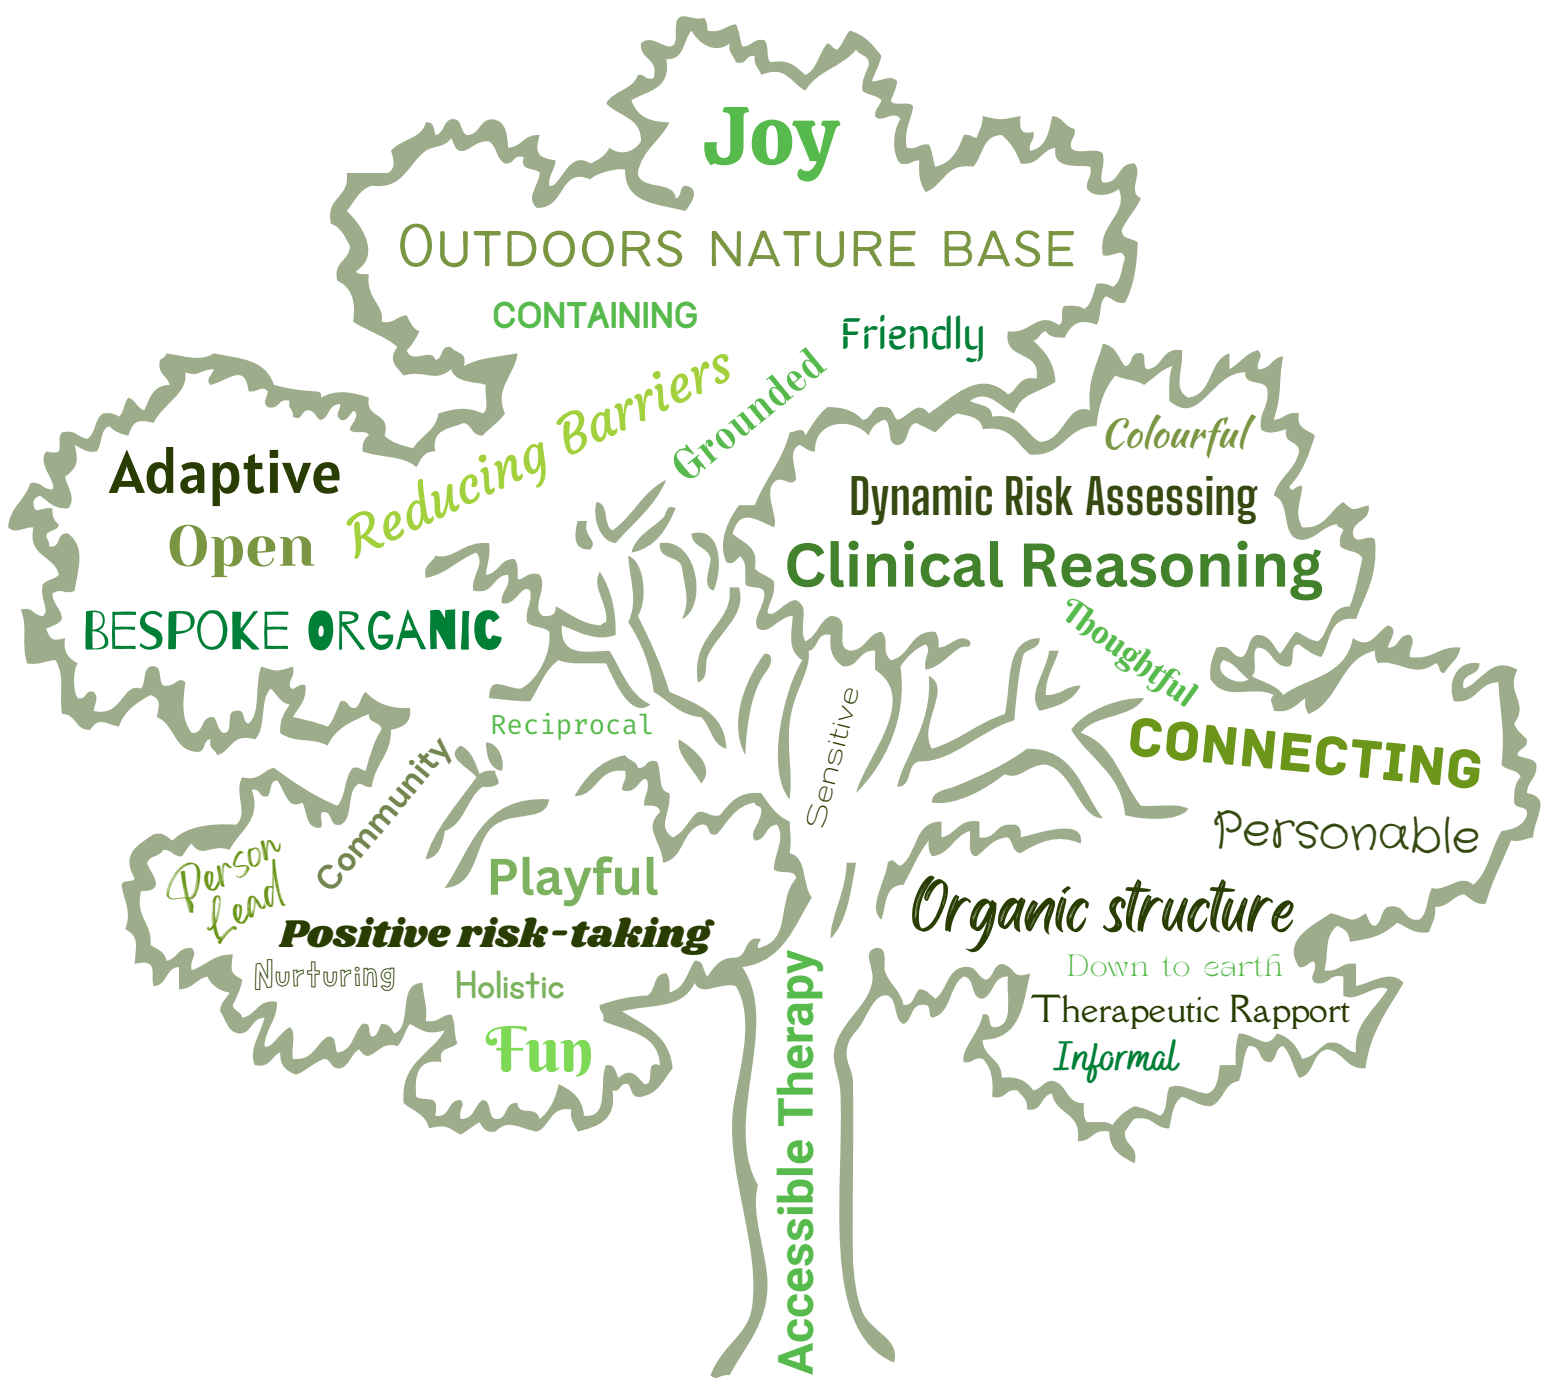 Joy
Outdoors nature base
CONTAINING
Friendly
Reducing Barriers
Grounded
Colourful
Adaptive
Dynamic Risk Assessing
Open
Clinical Reasoning
BESPOKE ORGANIC
Thoughtful
Reciprocal
Sensitive
CONNECTING
Community
Personable
Person
Lead
Playful
Organic structure
Positive risk-taking
Nurturing
Holistic
Down to earth
Therapeutic Rapport
Fun
Informal
Accessible Therapy